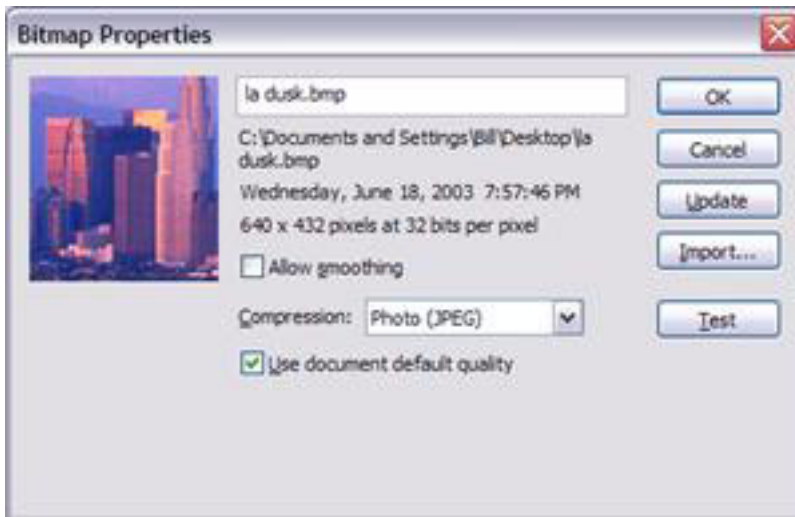 Bitmap Properties
la dusk.bmp
OK
C:\Documents and Settings\Bill\Desktop\la
dusk.bmp
Cancel
Wednesday, June 18, 2003 7:57:46 PM
Update
640 x 432 pixels at 32 bits per pixel
Import...
Allow smoothing
Compression: Photo (JPEG)
Test
Use document default quality